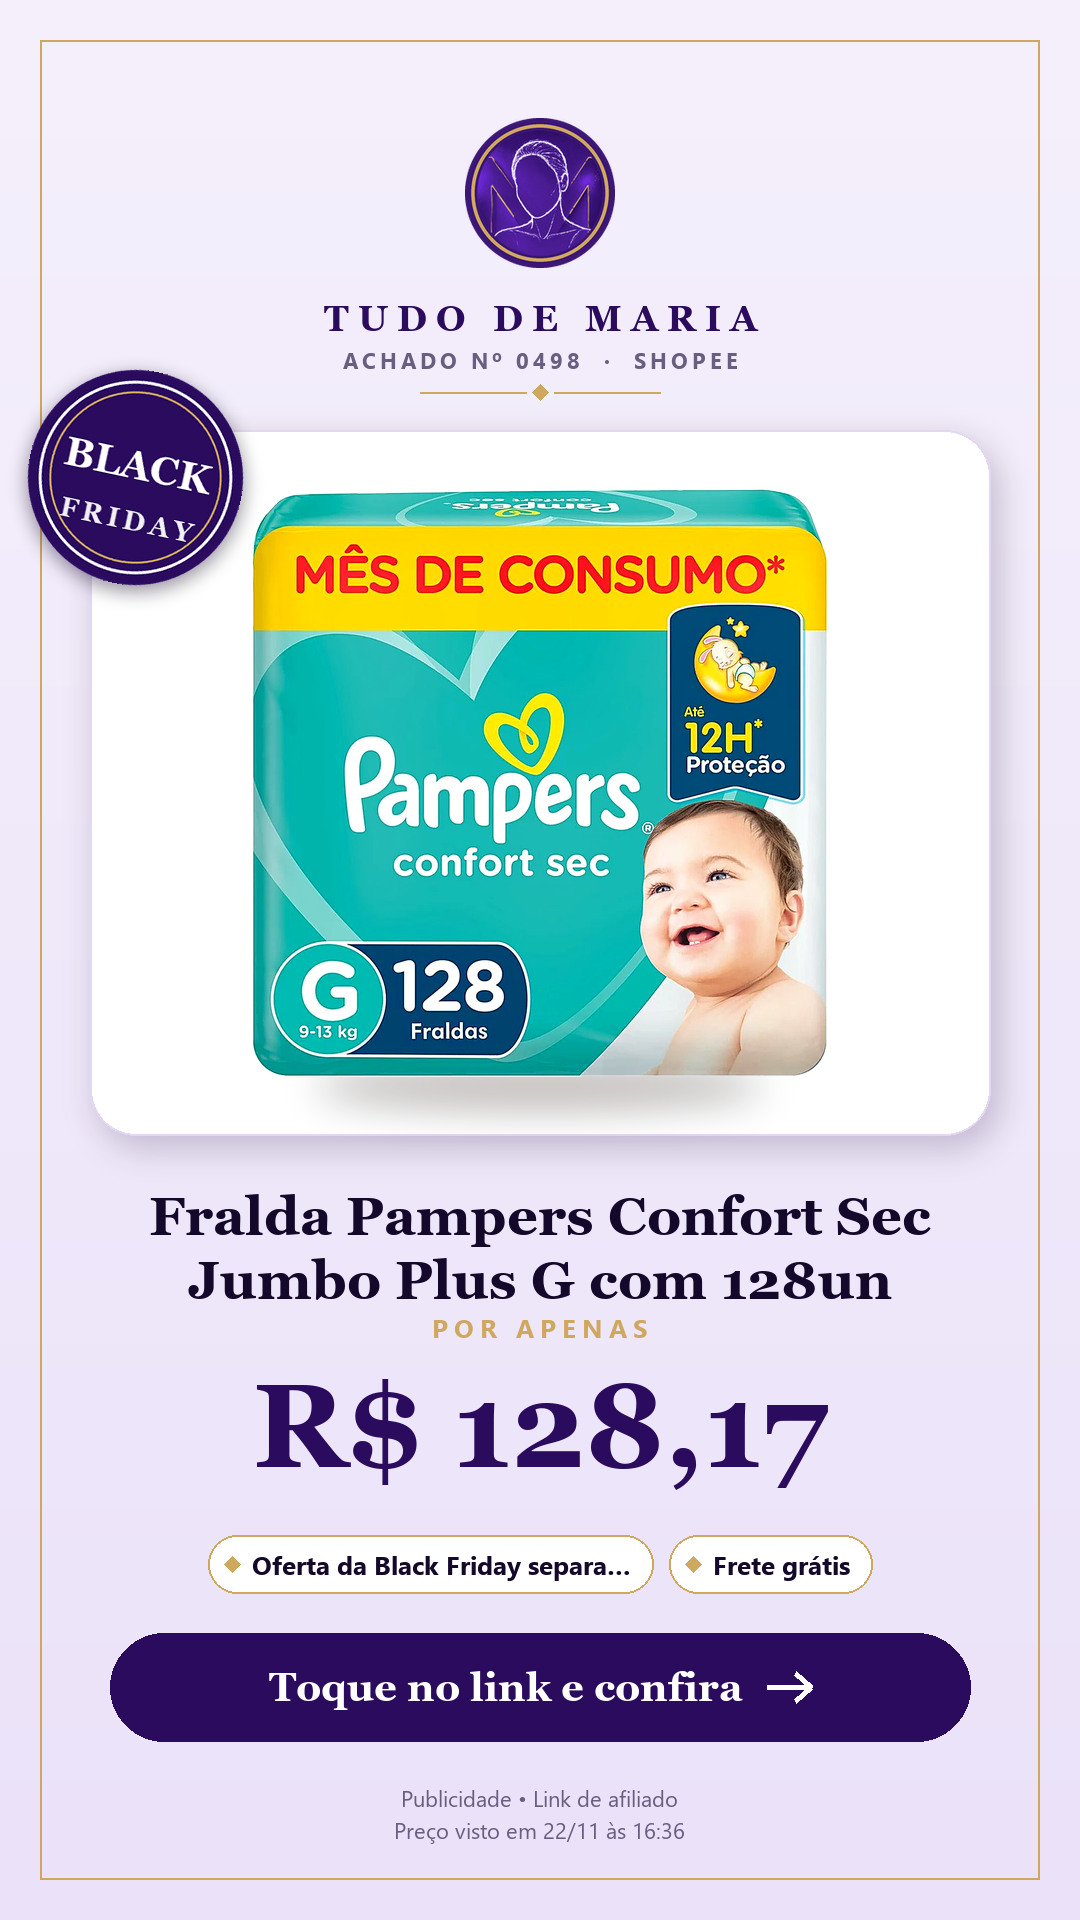 TUDO DE MARIA
ACHADO Nº 0498 · SHOPEE
BLACK
FRIDAY
Pampers
confort sec
MÊS DE CONSUMO*
Até
12H*
Proteção
Pampers®
confort sec
G
9-13 kg
128
Fraldas
Fralda Pampers Confort Sec
Jumbo Plus G com 128un
POR APENAS
R$ 128,17
Oferta da Black Friday separa...
Frete grátis
Toque no link e confira →
Publicidade • Link de afiliado
Preço visto em 22/11 às 16:36